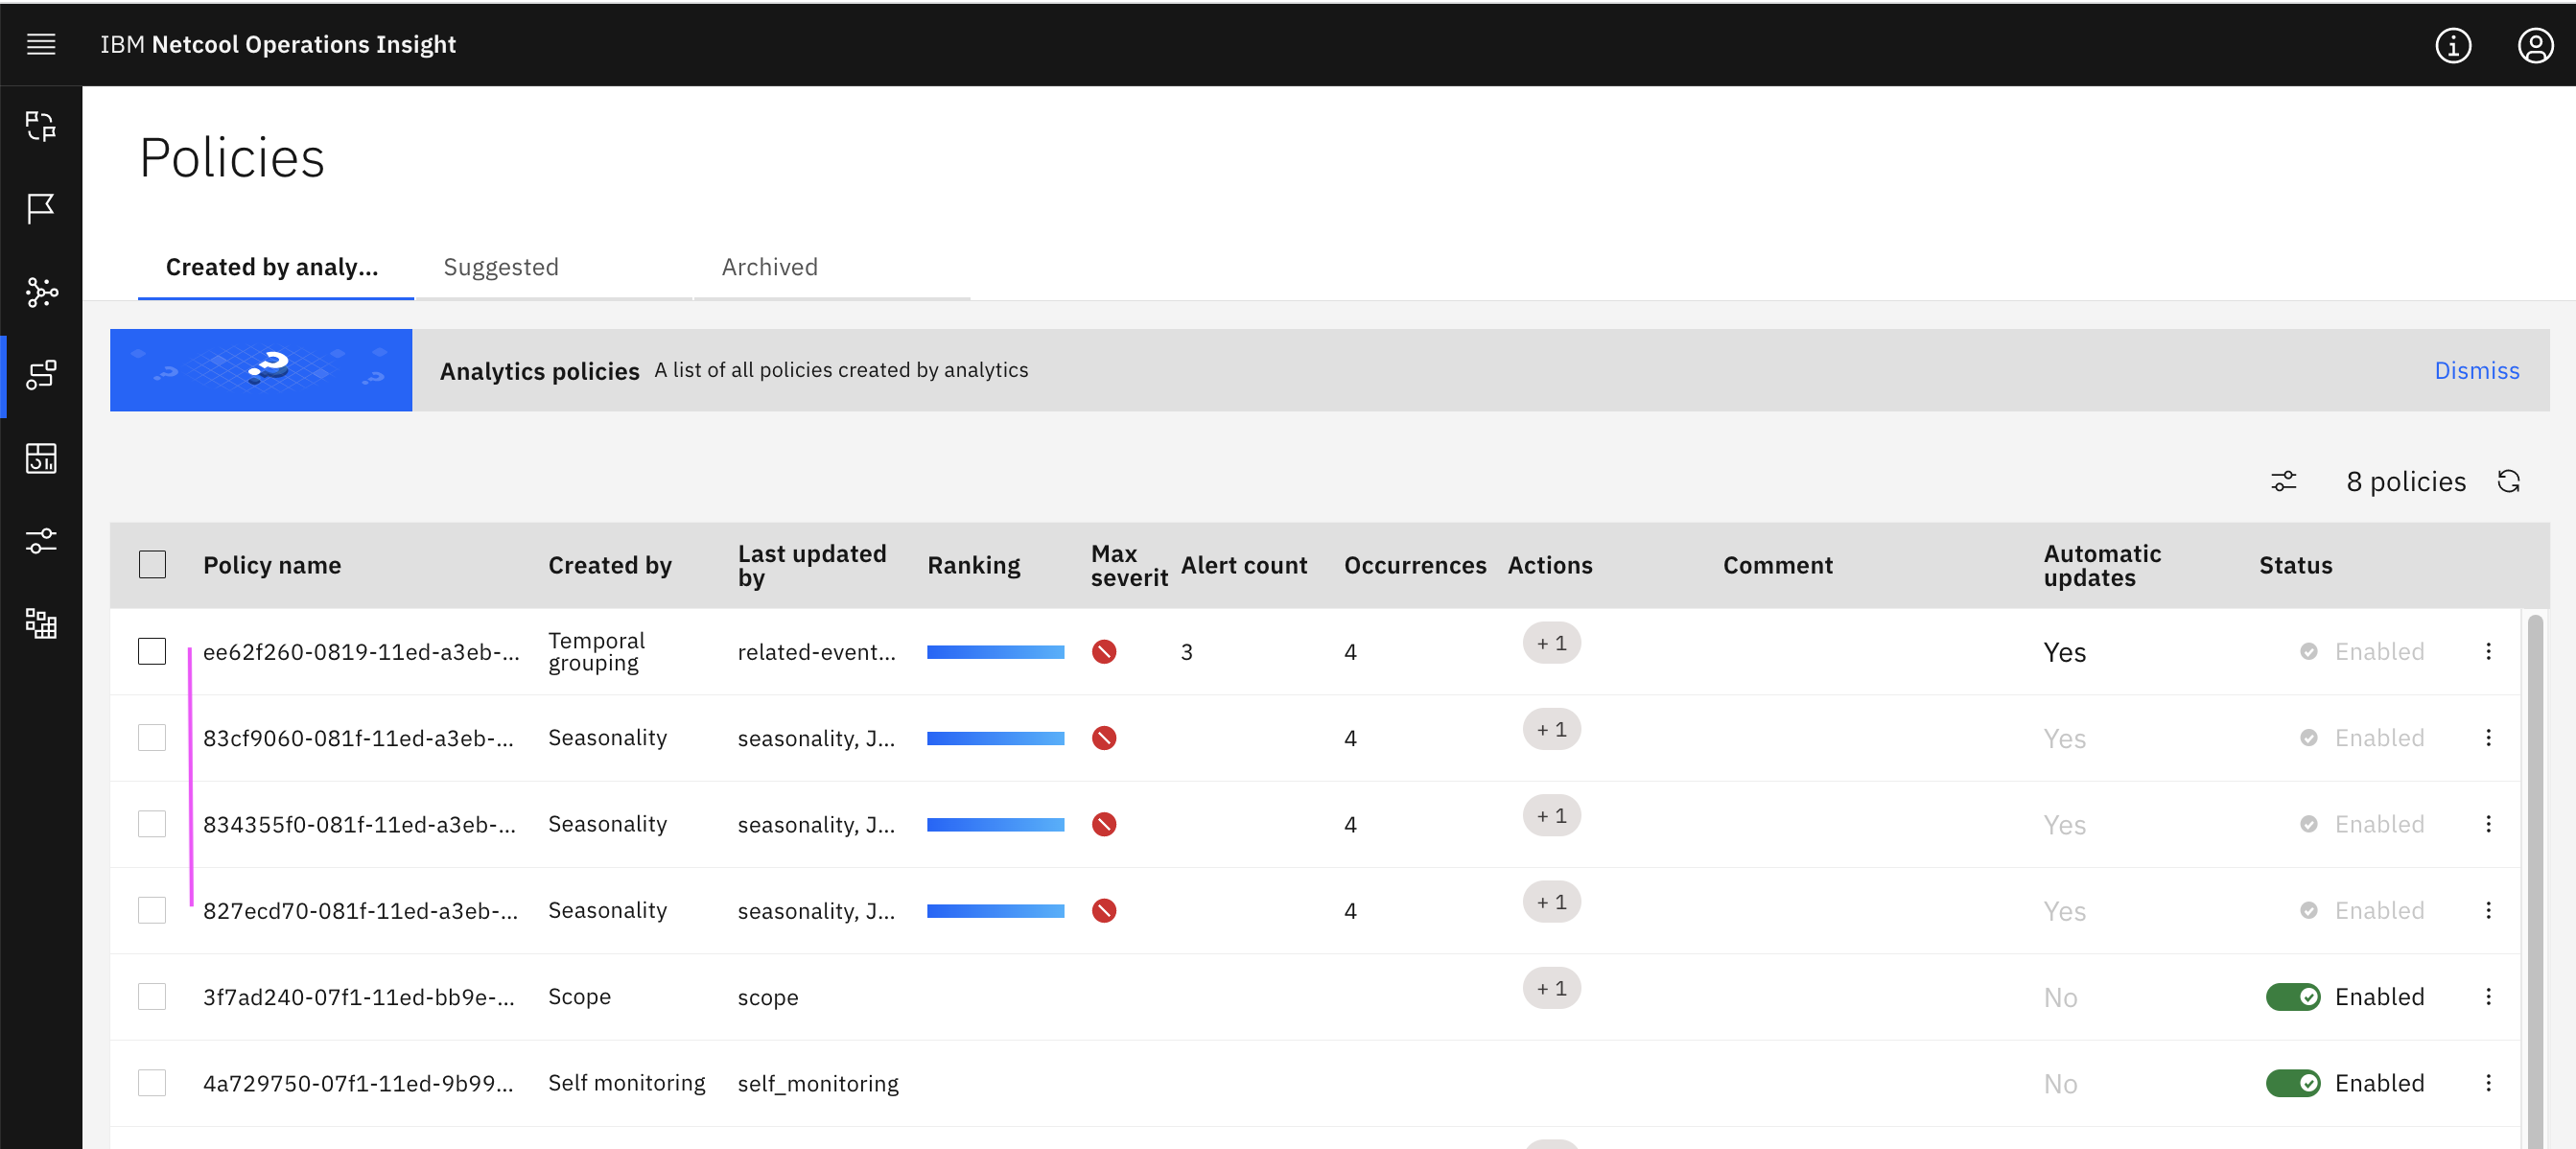 IBM Netcool Operations Insight
Policies
Created by analy... Suggested Archived
Analytics policies A list of all policies created by analytics Dismiss
8 policies
Policy name Created by Last updated by Ranking Max severit Alert count Occurrences Actions Comment Automatic updates Status
ee62f260-0819-11ed-a3eb-... Temporal grouping related-event... 3 4 + 1 Yes Enabled
83cf9060-081f-11ed-a3eb-... Seasonality seasonality, J... 4 + 1 Yes Enabled
834355f0-081f-11ed-a3eb-... Seasonality seasonality, J... 4 + 1 Yes Enabled
827ecd70-081f-11ed-a3eb-... Seasonality seasonality, J... 4 + 1 Yes Enabled
3f7ad240-07f1-11ed-bb9e-... Scope scope + 1 No Enabled
4a729750-07f1-11ed-9b99... Self monitoring self_monitoring No Enabled